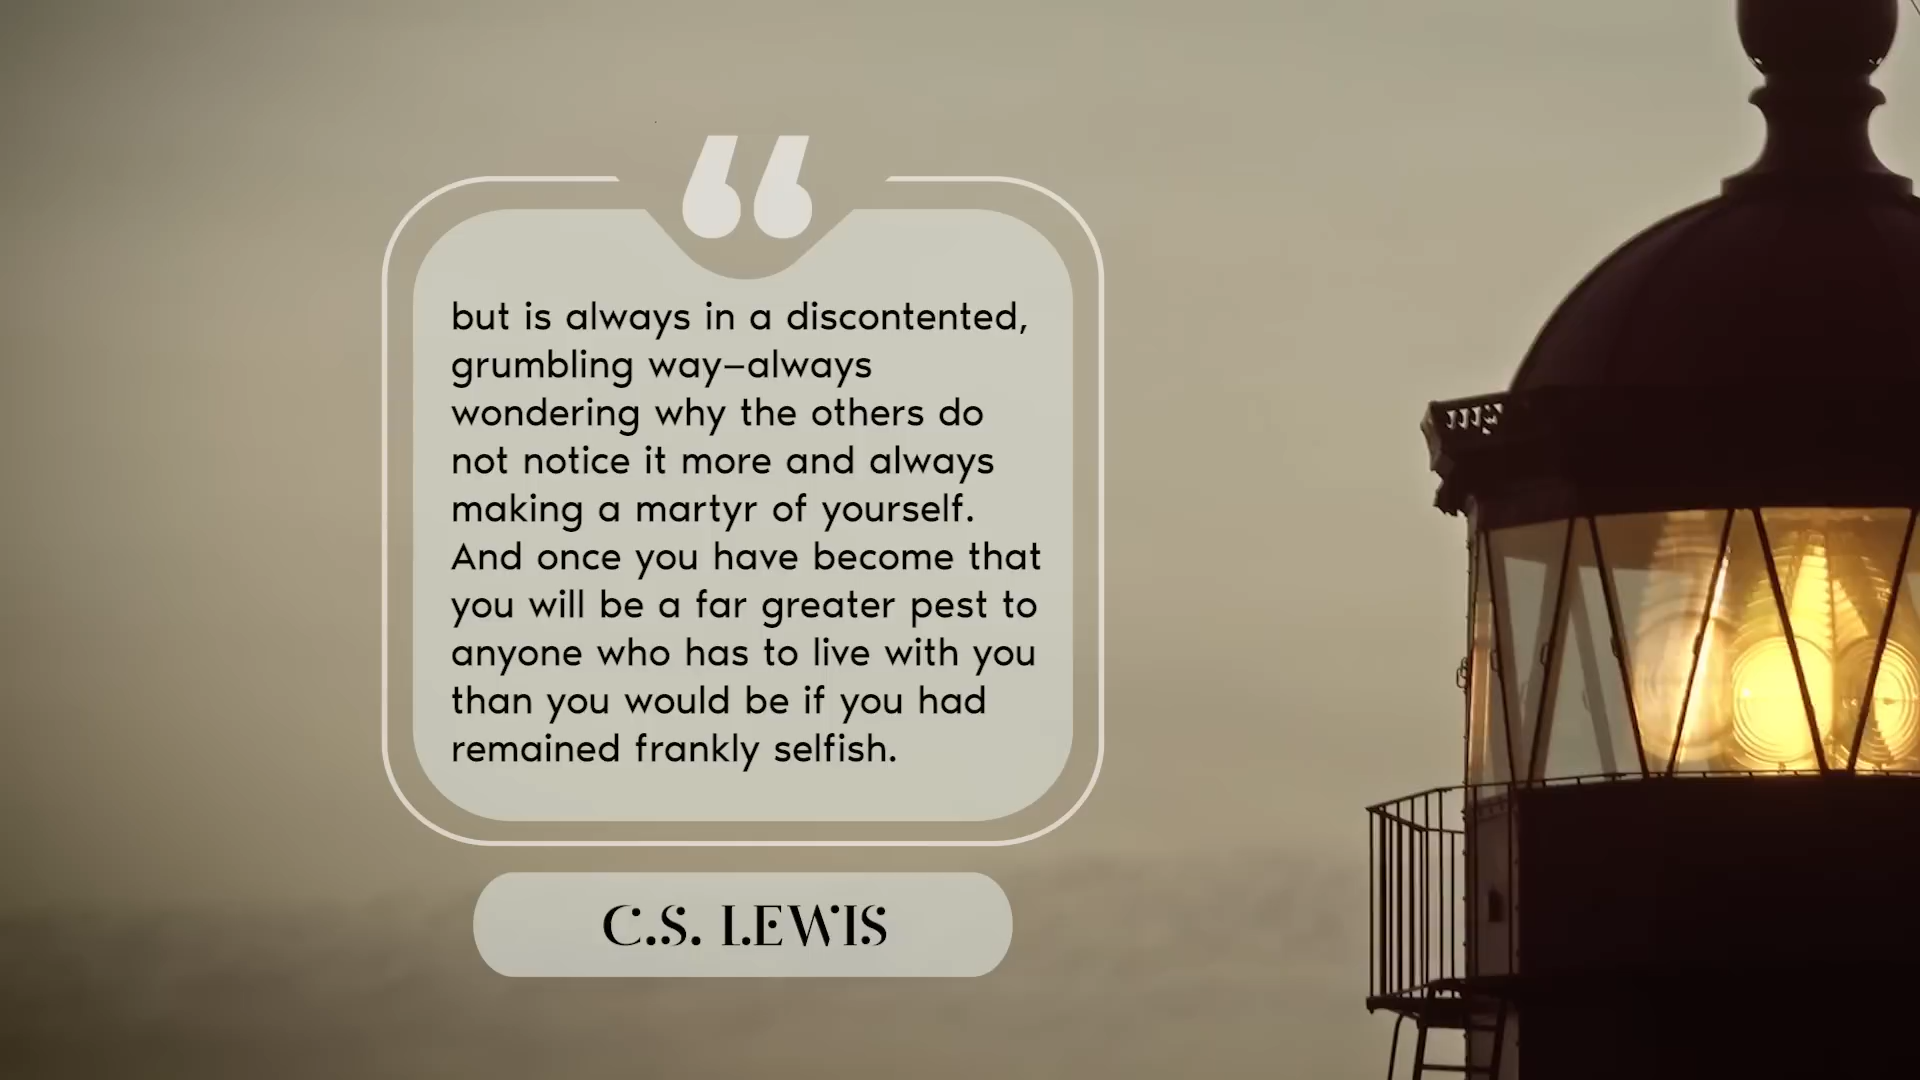 but is always in a discontented,
grumbling way—always
wondering why the others do
not notice it more and always
making a martyr of yourself.
And once you have become that
you will be a far greater pest to
anyone who has to live with you
than you would be if you had
remained frankly selfish.
C.S. LEWIS